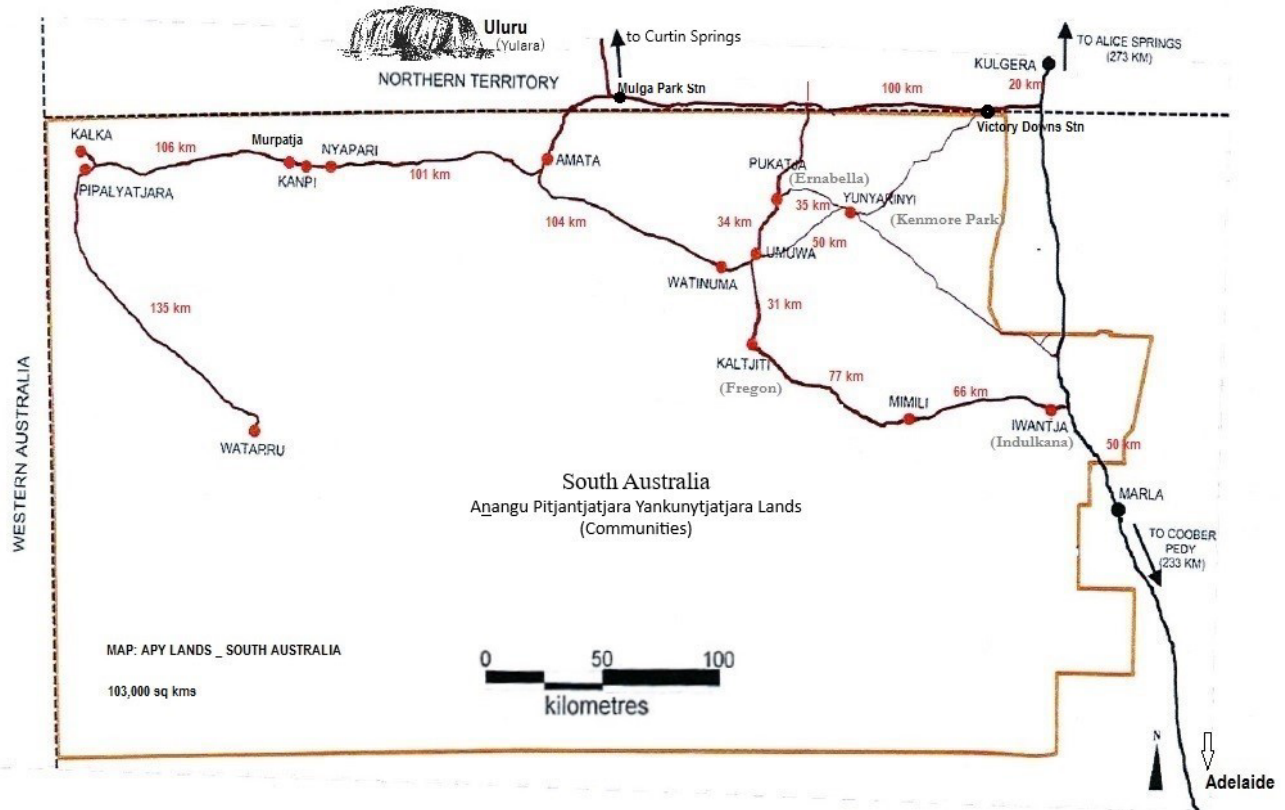 Uluru
(Yulara)
to Curtin Springs
TO ALICE SPRINGS
(273 KM)
KULGERA
20 km
NORTHERN TERRITORY
Mulga Park Stn
100 km
Victory Downs Stn
KALKA
106 km
Murpatja
NYAPARI
KANPI
101 km
AMATA
PIPALYATJARA
PUKATJA
(Ernabella)
35 km
YUNYARINYI
(Kenmore Park)
104 km
34 km
50 km
UMUWA
WATINUMA
135 km
31 km
KALTJITI
(Fregon)
77 km
MIMILI
66 km
IWANTJA
(Indulkana)
50 km
WATARRU
WESTERN AUSTRALIA
South Australia
Anangu Pitjantjatjara Yankunytjatjara Lands
(Communities)
MARLA
TO COOBER
PEDY
(233 KM)
MAP: APY LANDS _ SOUTH AUSTRALIA
103,000 sq kms
0 50 100
kilometres
N
Adelaide